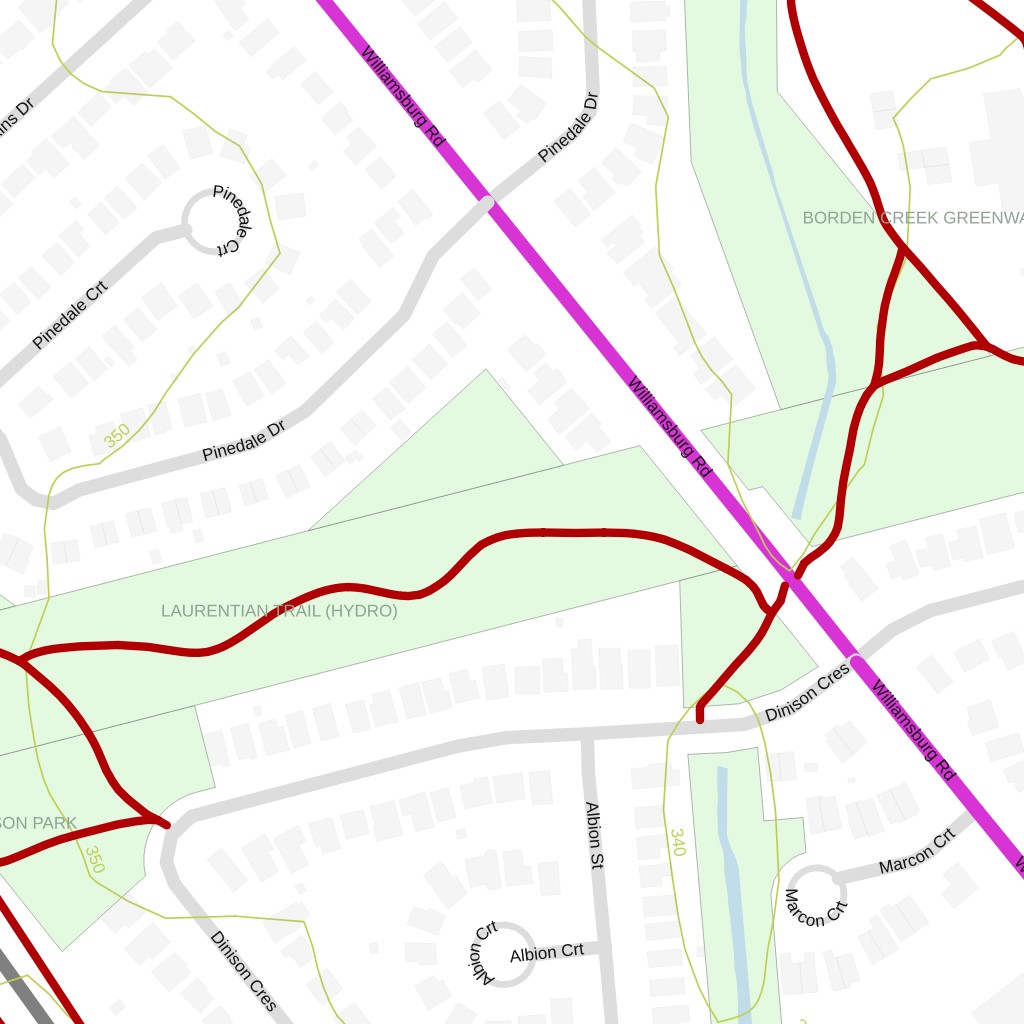 Williamsburg Rd
Pinedale Dr
Pinedale Crt
BORDEN CREEK GREENWA
Pinedale Crt
Williamsburg Rd
350
Pinedale Dr
LAURENTIAN TRAIL (HYDRO)
Dinison Cres
Williamsburg Rd
SON PARK
340
350
Albion St
Marcon Crt
Marcon Crt
Albion Crt
Albion Crt
Dinison Cres